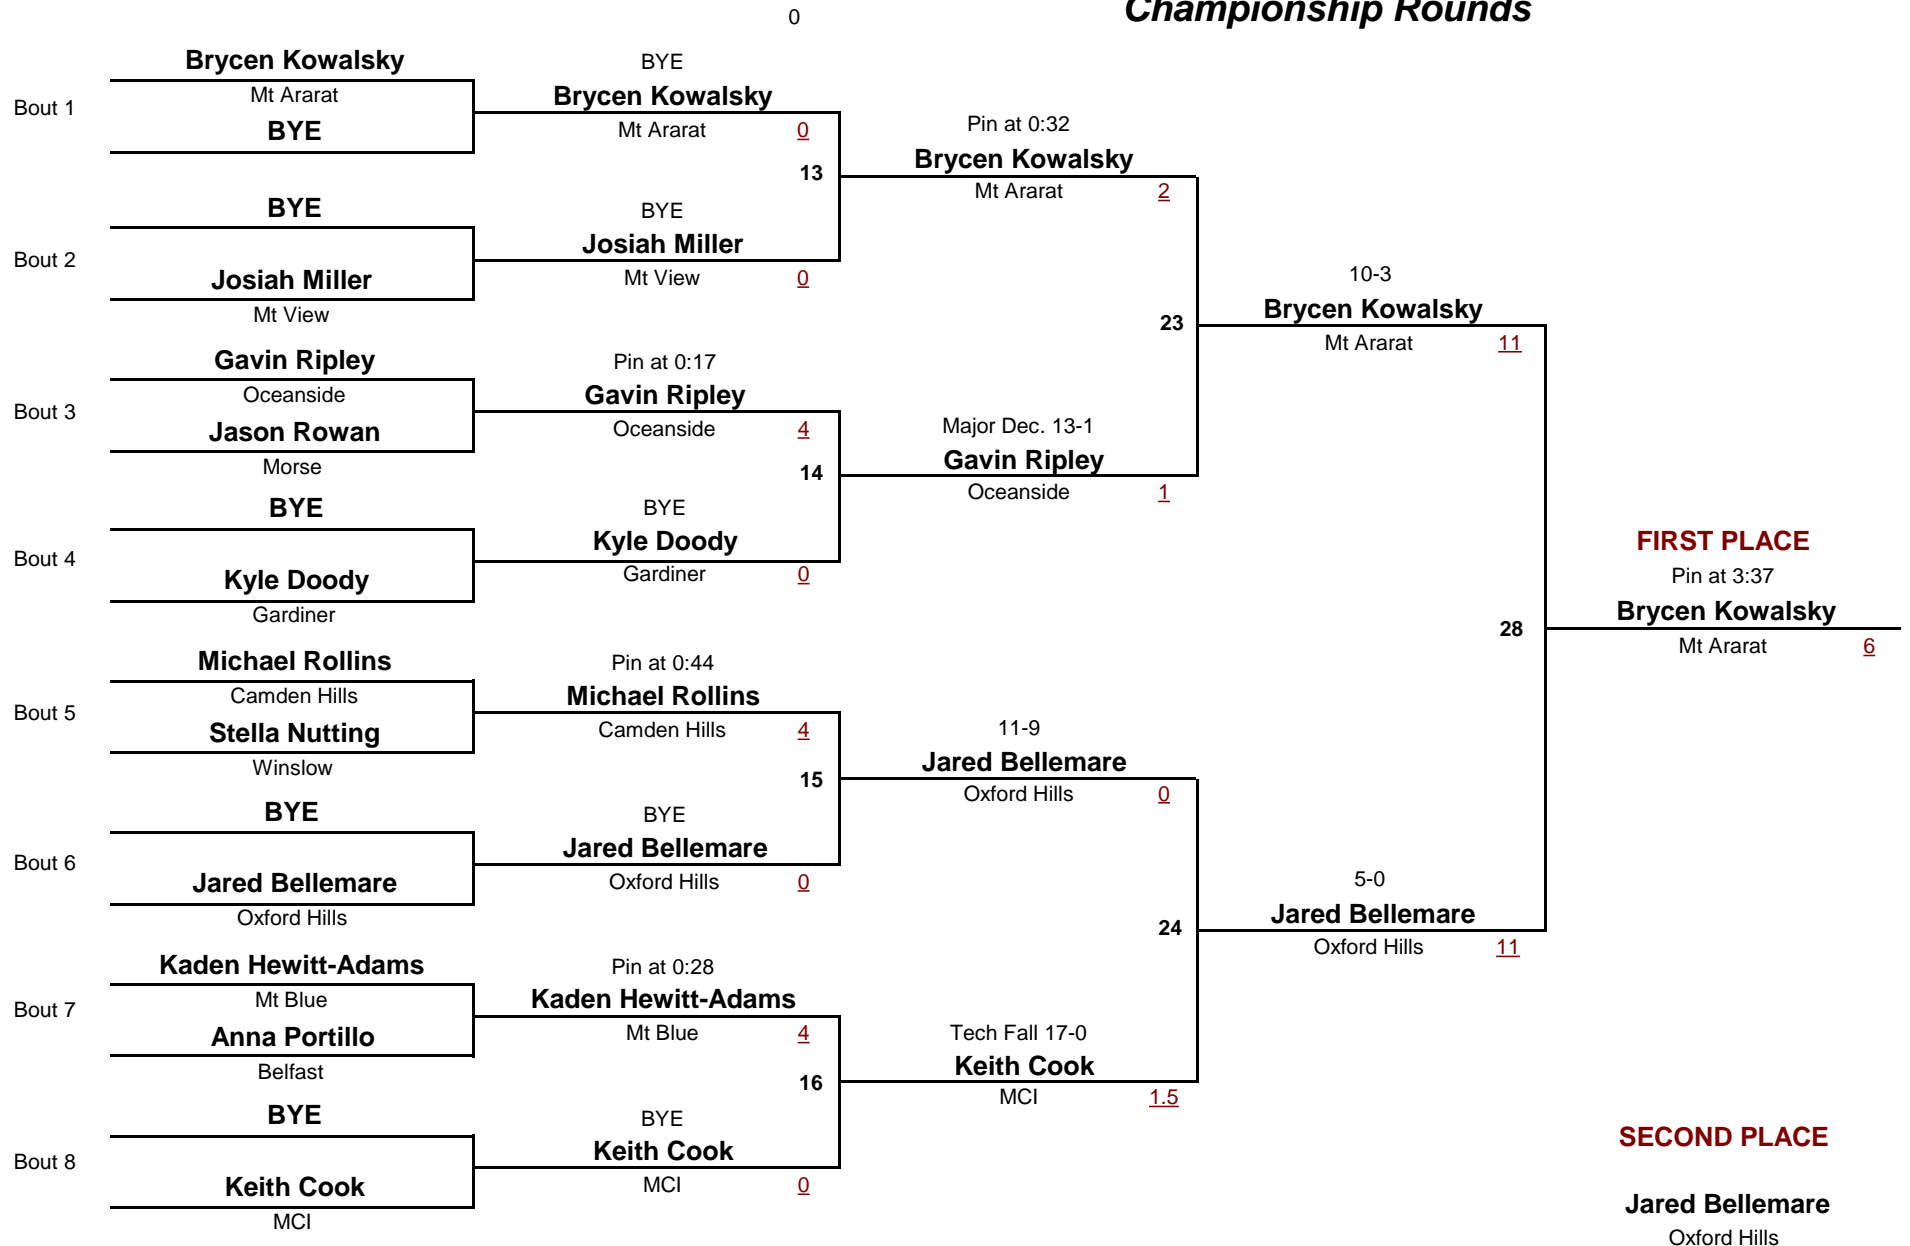 Championship Rounds
0
Brycen Kowalsky
Mt Ararat
Bout 1
BYE
BYE
Bout 2
Josiah Miller
Mt View
Gavin Ripley
Oceanside
Bout 3
Jason Rowan
Morse
BYE
Bout 4
Kyle Doody
Gardiner
Michael Rollins
Camden Hills
Bout 5
Stella Nutting
Winslow
BYE
Bout 6
Jared Bellemare
Oxford Hills
Kaden Hewitt-Adams
Mt Blue
Bout 7
Anna Portillo
Belfast
BYE
Bout 8
Keith Cook
MCI
BYE
Brycen Kowalsky
Mt Ararat 0
13
BYE
Josiah Miller
Mt View 0
Pin at 0:17
Gavin Ripley
Oceanside 4
14
BYE
Kyle Doody
Gardiner 0
Pin at 0:44
Michael Rollins
Camden Hills 4
15
BYE
Jared Bellemare
Oxford Hills 0
Pin at 0:28
Kaden Hewitt-Adams
Mt Blue 4
16
BYE
Keith Cook
MCI 0
Pin at 0:32
Brycen Kowalsky
Mt Ararat 2
23
Major Dec. 13-1
Gavin Ripley
Oceanside 1
11-9
Jared Bellemare
Oxford Hills 0
24
Tech Fall 17-0
Keith Cook
MCI 1.5
10-3
Brycen Kowalsky
Mt Ararat 11
28
5-0
Jared Bellemare
Oxford Hills 11
FIRST PLACE
Pin at 3:37
Brycen Kowalsky
Mt Ararat 6
SECOND PLACE
Jared Bellemare
Oxford Hills